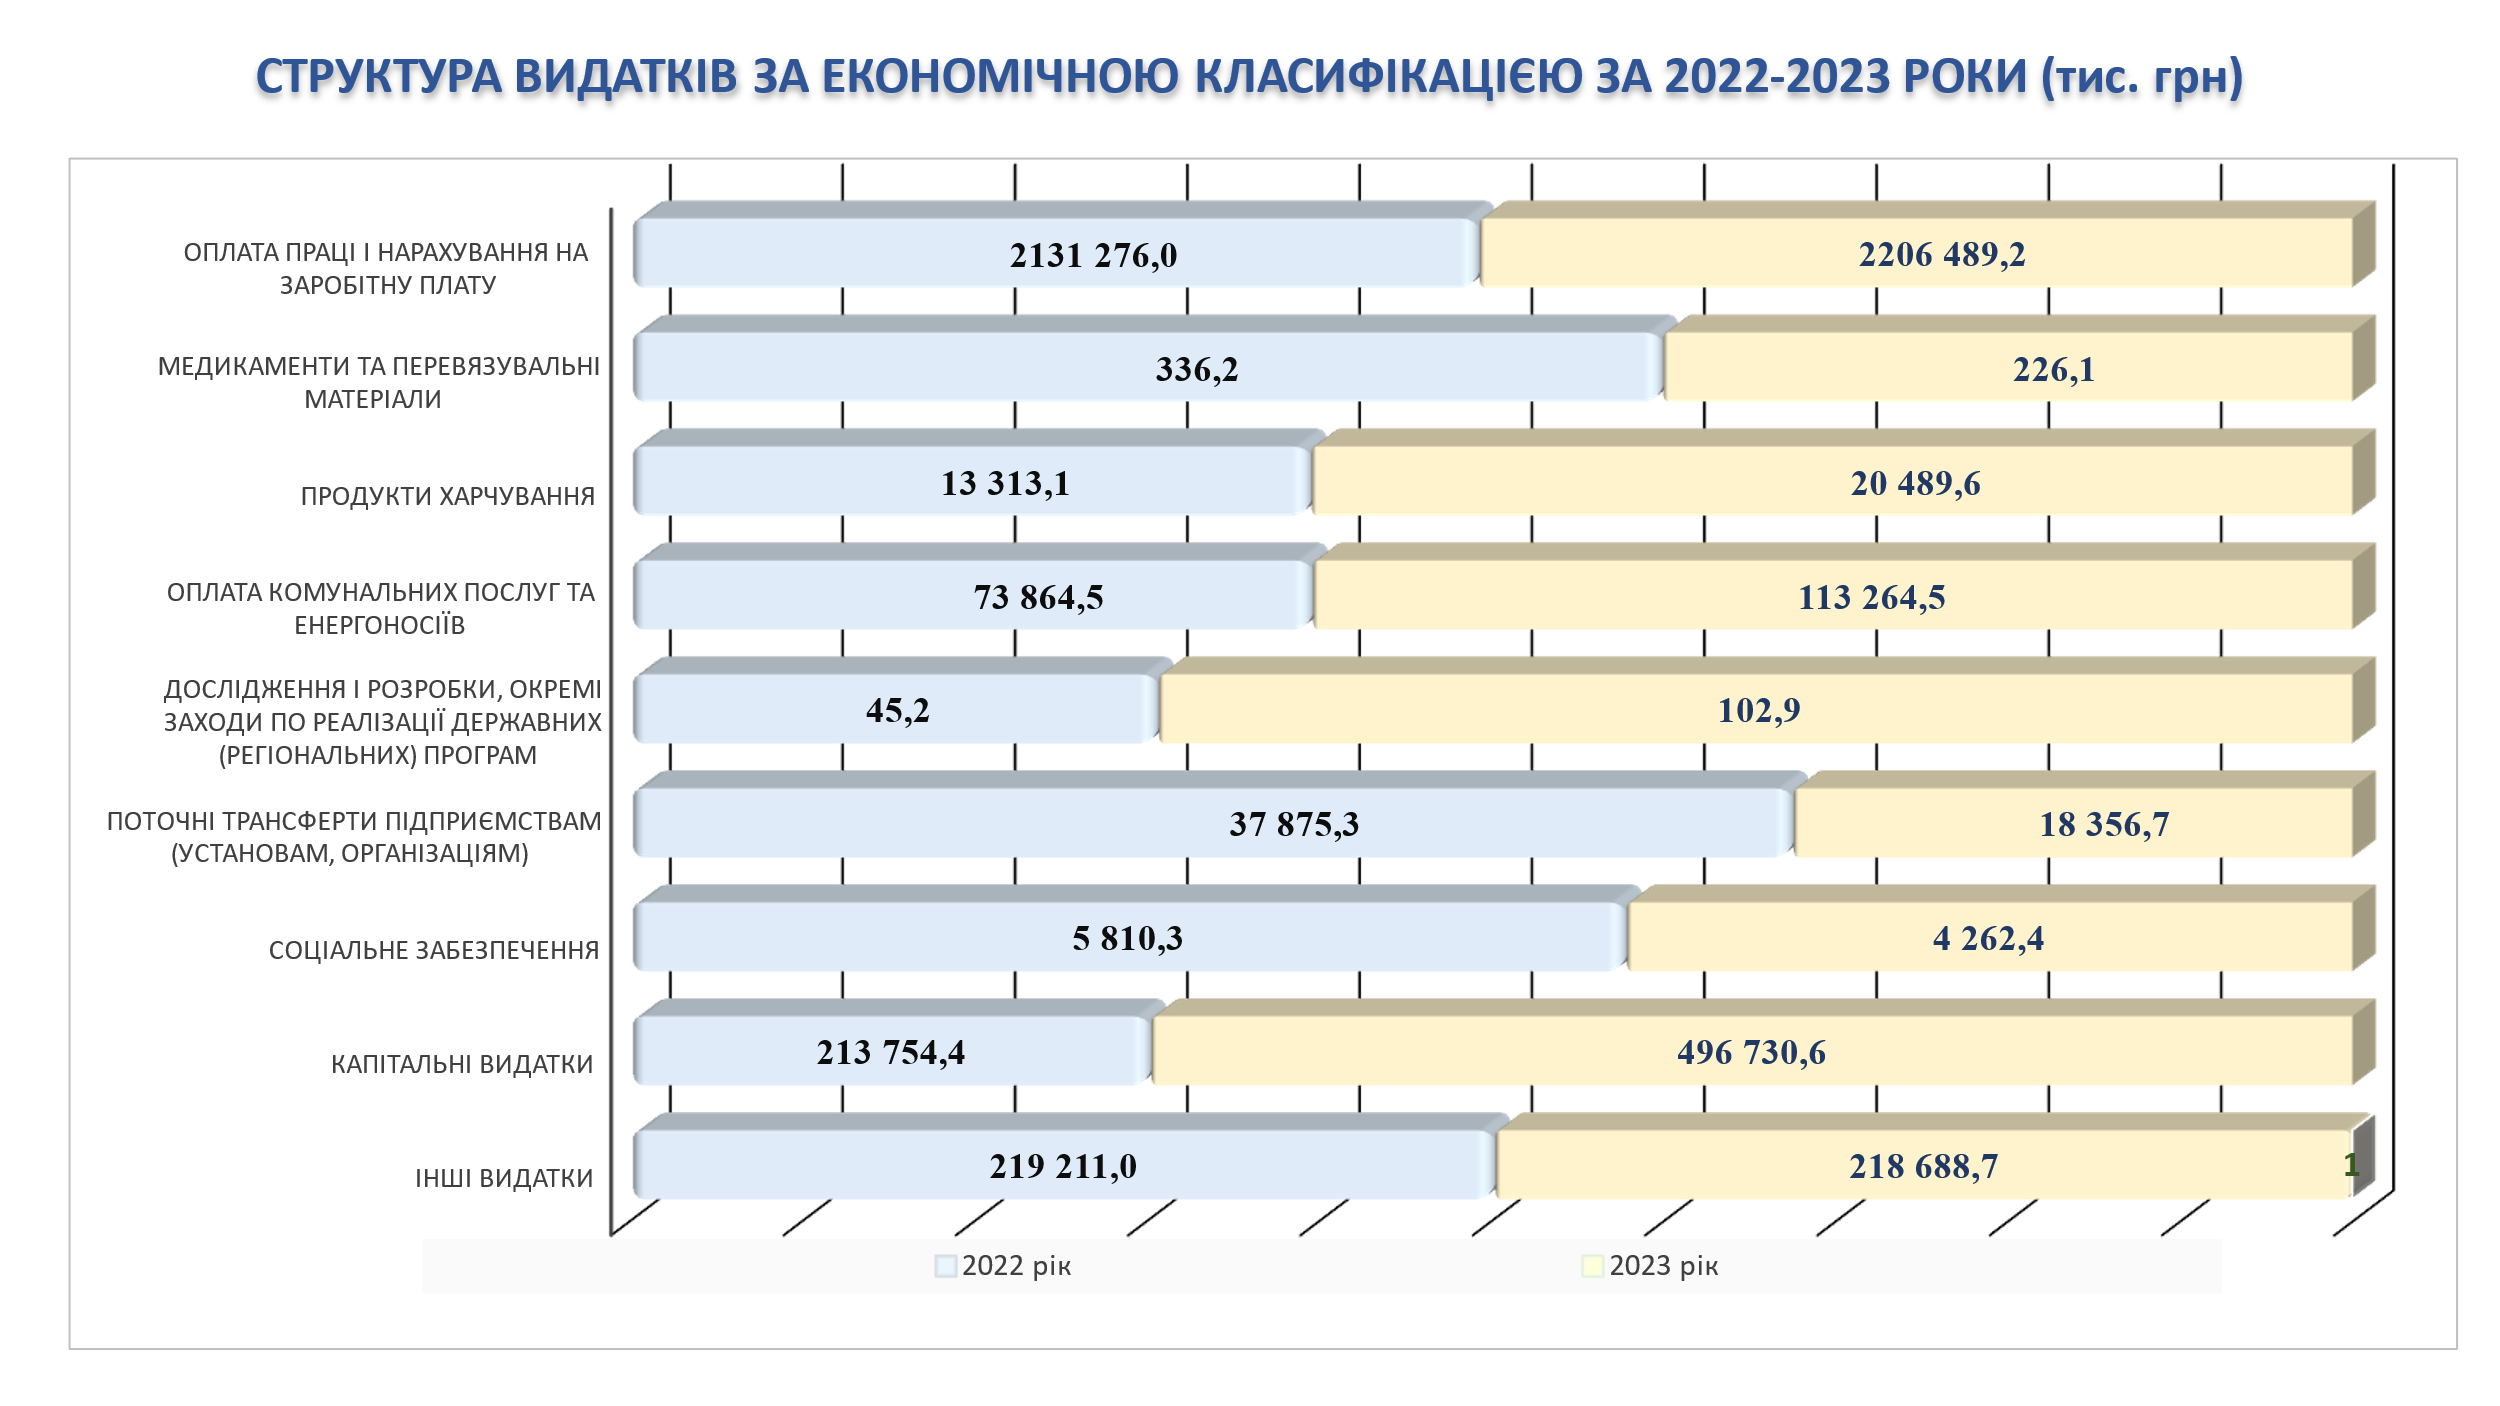 СТРУКТУРА ВИДАТКІВ ЗА ЕКОНОМІЧНОЮ КЛАСИФІКАЦІЄЮ ЗА 2022-2023 РОКИ (тис. грн)
ОПЛАТА ПРАЦІ І НАРАХУВАННЯ НА
ЗАРОБІТНУ ПЛАТУ
2131 276,0
2206 489,2
МЕДИКАМЕНТИ ТА ПЕРЕВЯЗУВАЛЬНІ
МАТЕРІАЛИ
336,2
226,1
ПРОДУКТИ ХАРЧУВАННЯ
13 313,1
20 489,6
ОПЛАТА КОМУНАЛЬНИХ ПОСЛУГ ТА
ЕНЕРГОНОСІЇВ
73 864,5
113 264,5
ДОСЛІДЖЕННЯ І РОЗРОБКИ, ОКРЕМІ
ЗАХОДИ ПО РЕАЛІЗАЦІЇ ДЕРЖАВНИХ
(РЕГІОНАЛЬНИХ) ПРОГРАМ
45,2
102,9
ПОТОЧНІ ТРАНСФЕРТИ ПІДПРИЄМСТВАМ
(УСТАНОВАМ, ОРГАНІЗАЦІЯМ)
37 875,3
18 356,7
СОЦІАЛЬНЕ ЗАБЕЗПЕЧЕННЯ
5 810,3
4 262,4
КАПІТАЛЬНІ ВИДАТКИ
213 754,4
496 730,6
ІНШІ ВИДАТКИ
219 211,0
218 688,7
1
2022 рік
2023 рік